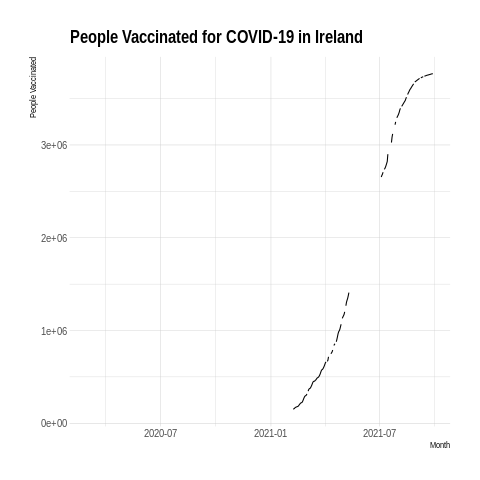 People Vaccinated for COVID-19 in Ireland
People Vaccinated
3e+06
2e+06
1e+06
0e+00
2020-07
2021-01
2021-07
Month